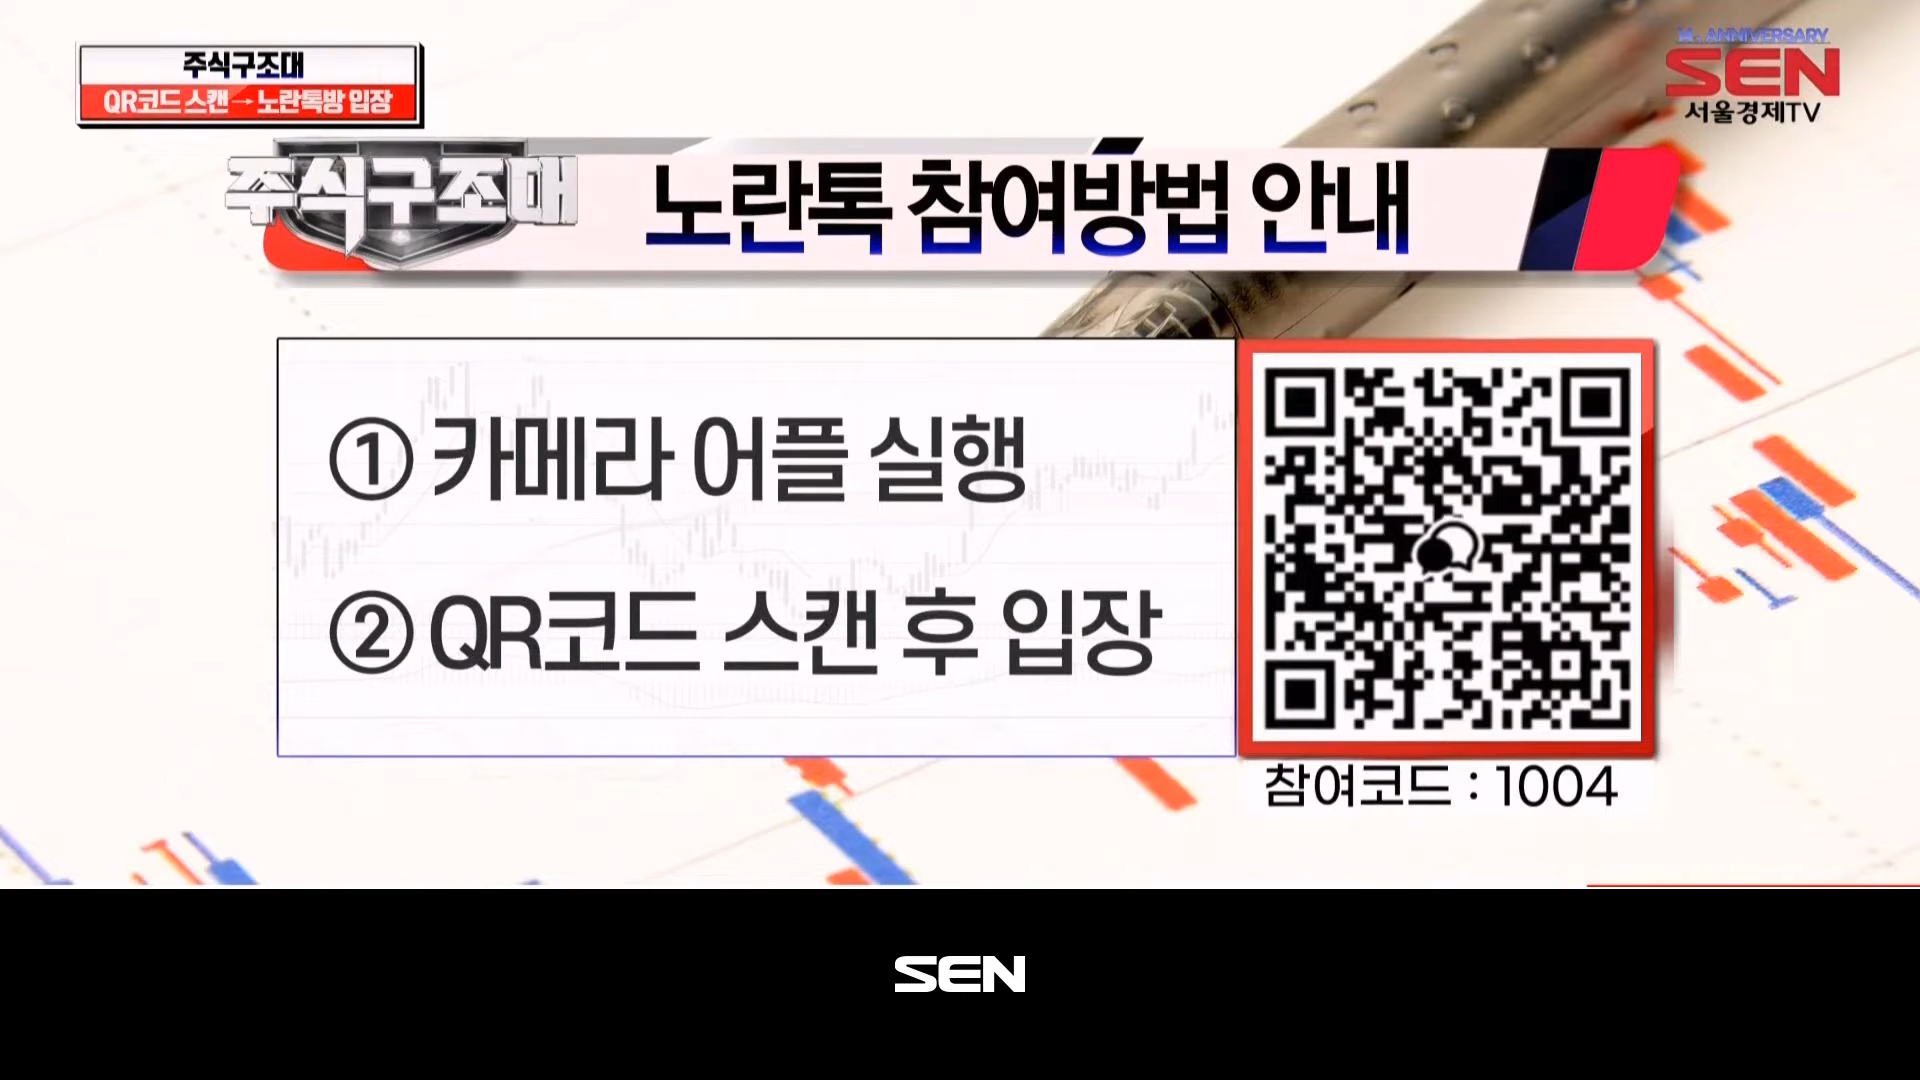 주식구조대
QR코드 스캔→노란톡방 입장
ANNIVERSARY
SEN
서울경제TV
주식구조대
노란톡 참여방법 안내
① 카메라 어플 실행
② QR코드 스캔 후 입장
참여코드 : 1004
SEN